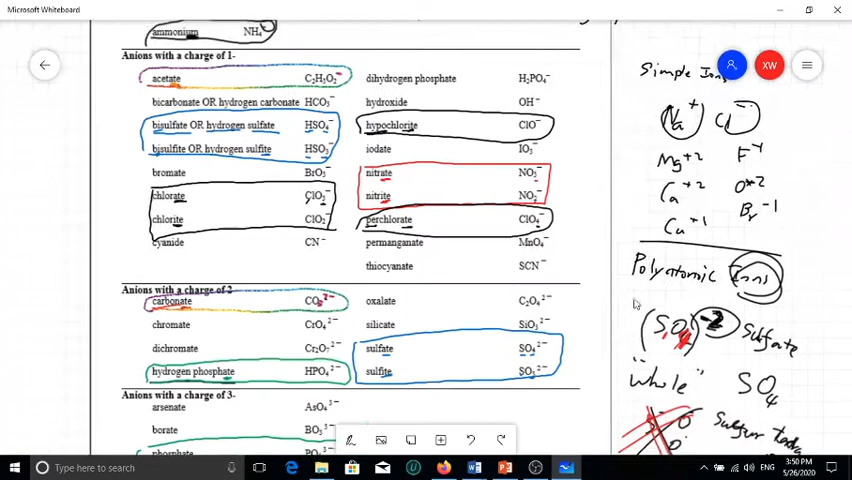 Microsoft Whiteboard
ammonium NH₄⁺
Anions with a charge of 1-
acetate C₂H₃O₂⁻ dihydrogen phosphate H₂PO₄⁻
bicarbonate OR hydrogen carbonate HCO₃⁻ hydroxide OH⁻
bisulfate OR hydrogen sulfate HSO₄⁻ hypochlorite ClO⁻
bisulfite OR hydrogen sulfite HSO₃⁻ iodate IO₃⁻
bromate BrO₃⁻ nitrate NO₃⁻
chlorate ClO₃⁻ nitrite NO₂⁻
chlorite ClO₂⁻ perchlorate ClO₄⁻
cyanide CN⁻ permanganate MnO₄⁻
thiocyanate SCN⁻
Anions with a charge of 2
carbonate CO₃²⁻ oxalate C₂O₄²⁻
chromate CrO₄²⁻ silicate SiO₃²⁻
dichromate Cr₂O₇²⁻ sulfate SO₄²⁻
hydrogen phosphate HPO₄²⁻ sulfite SO₃²⁻
Anions with a charge of 3-
arsenate AsO₄³⁻
borate BO₃³⁻
phosphate PO₄³⁻
Simple Ions
XW
Na⁺ Cl⁻
Mg⁺² F⁻¹
Ca⁺² O⁻²
Cu⁺¹ Br⁻¹
Polyatomic Ions
(SO₄)⁻² Sulfate
"whole" SO₄
S O Sulfur
O
Type here to search
ENG
3:50 PM
5/26/2020